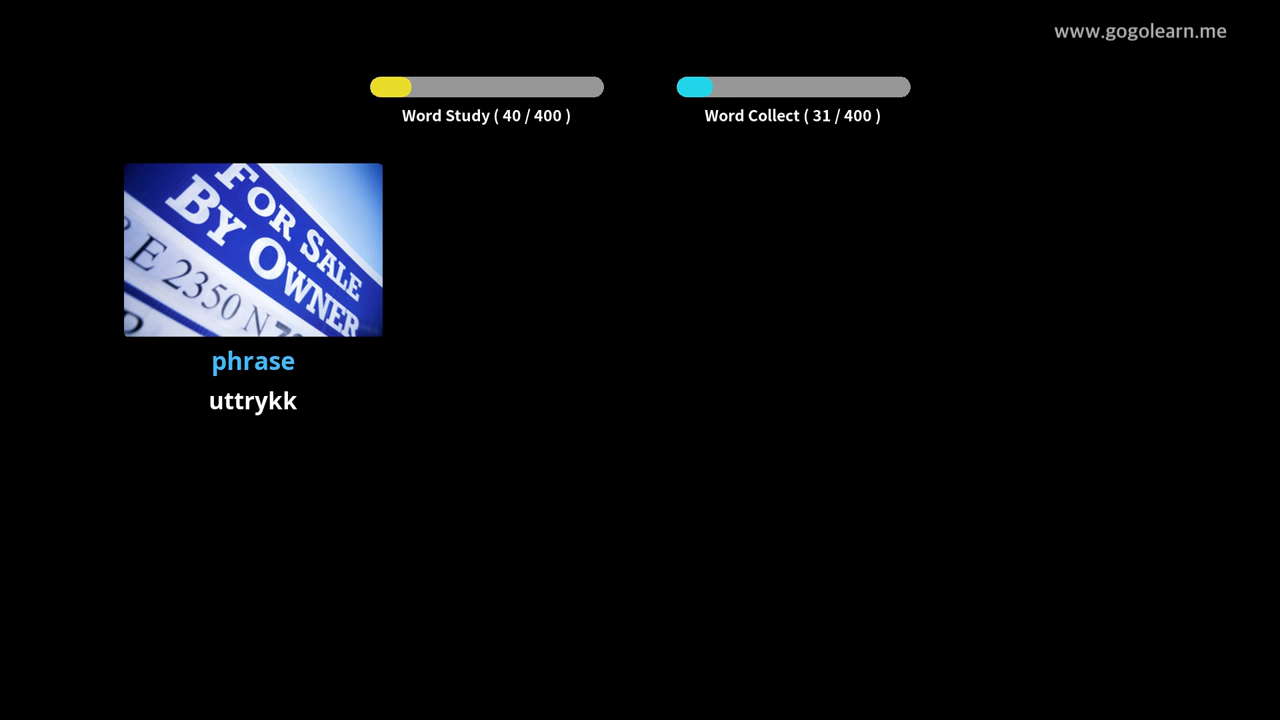 www.gogolearn.me
Word Study ( 40 / 400 )
Word Collect ( 31 / 400 )
FOR SALE
BY OWNER
E 2350 N
phrase
uttrykk